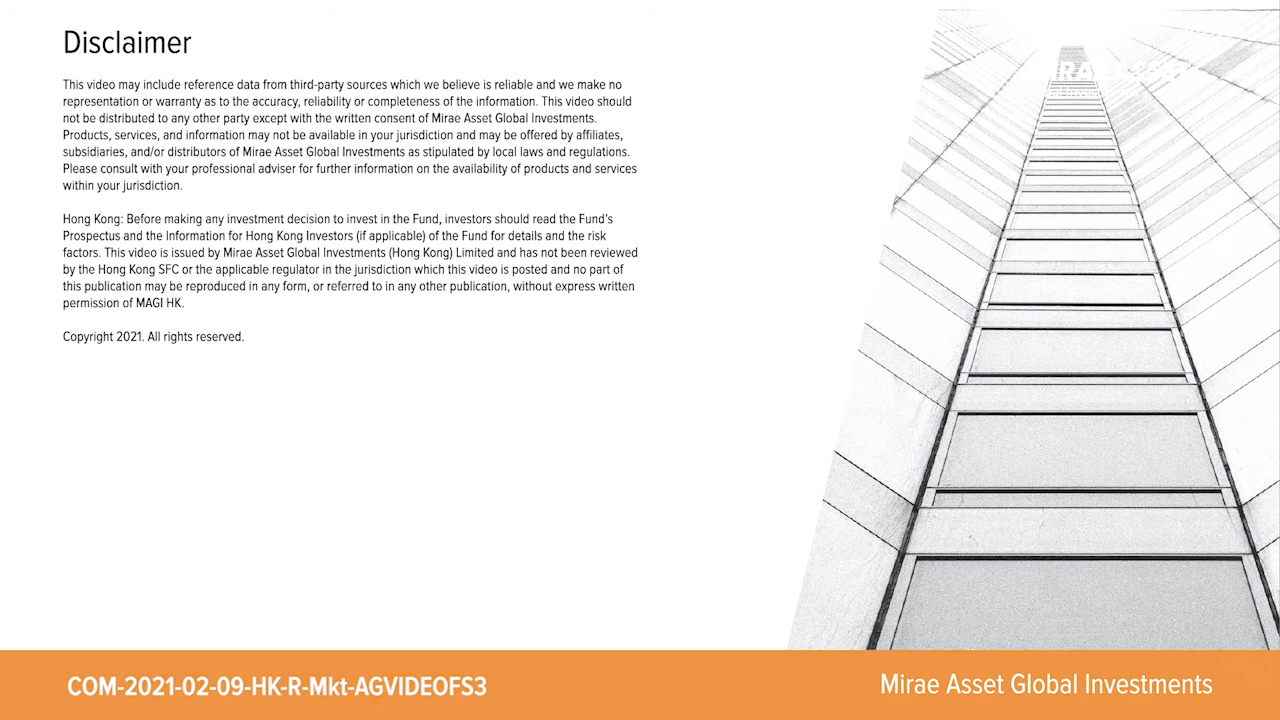 Disclaimer
This video may include reference data from third-party sources which we believe is reliable and we make no
representation or warranties to the accuracy, reliability or completeness of the information. This video should
not be distributed to any other party except with the written consent of Mirae Asset Global Investments.
Products, services, and information may not be available in your jurisdiction and may be offered by affiliates,
subsidiaries, and/or distributors of Mirae Asset Global Investments as stipulated by local laws and regulations.
Please consult with your professional adviser for further information on the availability of products and services
within your jurisdiction.
Hong Kong: Before making any investment decision to invest in the Fund, investors should read the Fund's
Prospectus and the Information for Hong Kong Investors (if applicable) of the Fund for details and the risk
factors. This video is issued by Mirae Asset Global Investments (Hong Kong) Limited and has not been reviewed
by the Hong Kong SFC or the applicable regulator in the jurisdiction which this video is posted and no part of
this publication may be reproduced in any form, or referred to in any other publication, without express written
permission of MAGI HK.
Copyright 2021. All rights reserved.
COM-2021-02-09-HK-R-Mkt-AGVIDEOFS3
Mirae Asset Global Investments